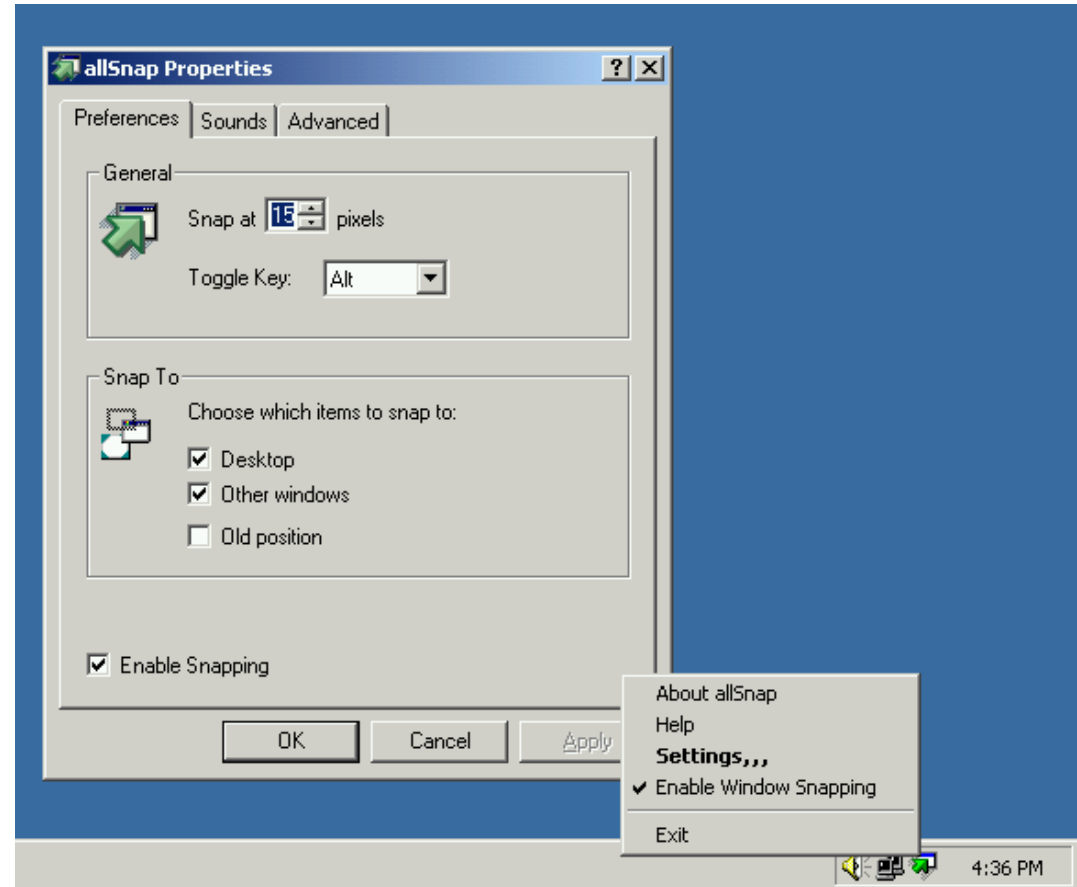 allSnap Properties
Preferences Sounds Advanced
General
Snap at 15 pixels
Toggle Key: Alt
Snap To
Choose which items to snap to:
Desktop
Other windows
Old position
Enable Snapping
OK Cancel Apply
About allSnap
Help
Settings,,,
Enable Window Snapping
Exit
4:36 PM